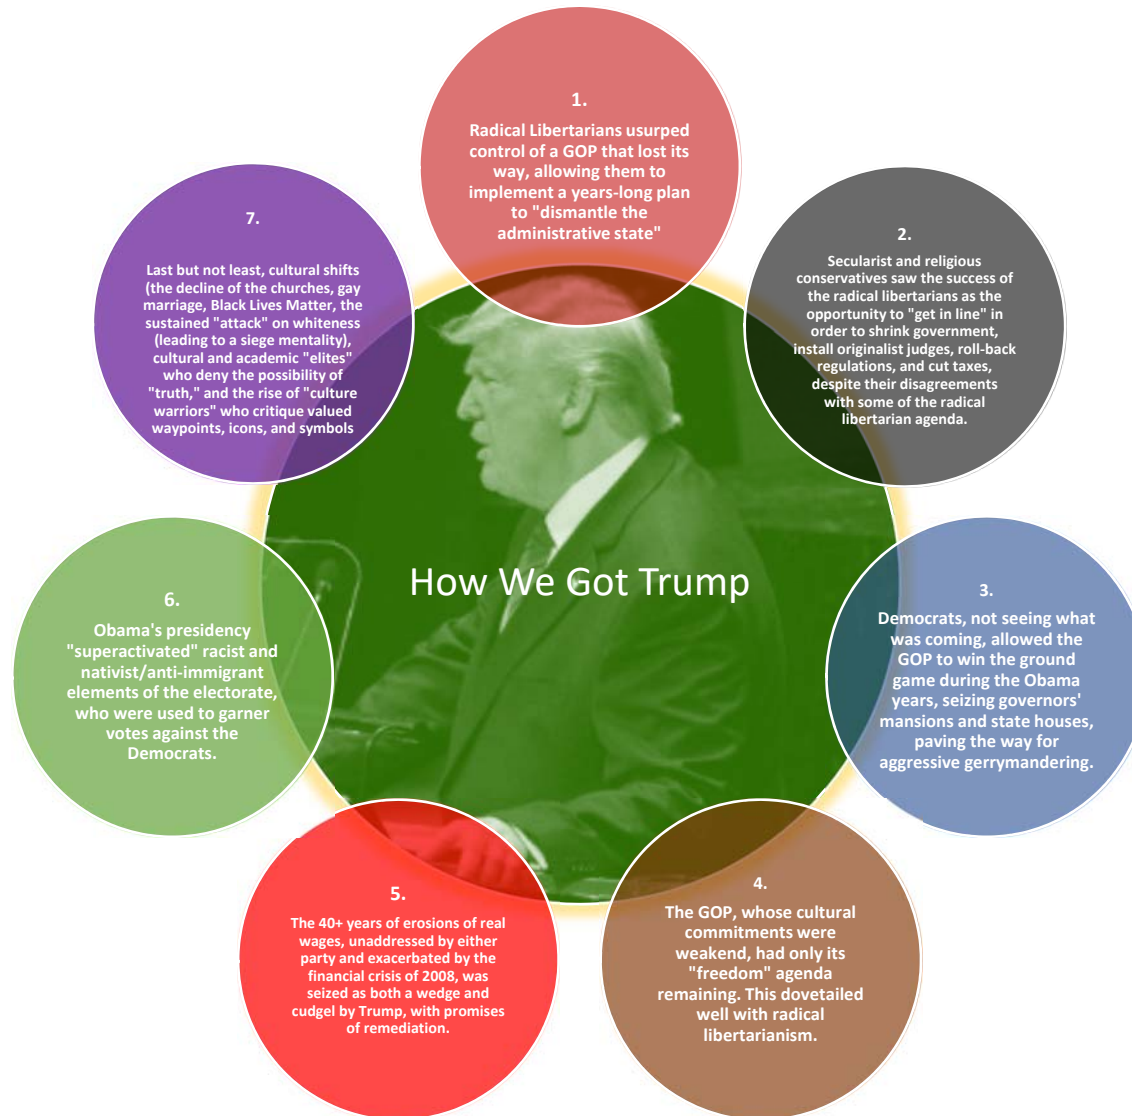 1.
Radical Libertarians usurped
control of a GOP that lost its
way, allowing them to
implement a years-long plan
to "dismantle the
administrative state"
2.
Secularist and religious
conservatives saw the success of
the radical libertarians as the
opportunity to "get in line" in
order to shrink government,
install originalist judges, roll-back
regulations, and cut taxes,
despite their disagreements
with some of the radical
libertarian agenda.
3.
Democrats, not seeing what
was coming, allowed the
GOP to win the ground
game during the Obama
years, seizing governors'
mansions and state houses,
paving the way for
aggressive gerrymandering.
4.
The GOP, whose cultural
commitments were
weakend, had only its
"freedom" agenda
remaining. This dovetailed
well with radical
libertarianism.
5.
The 40+ years of erosions of real
wages, unaddressed by either
party and exacerbated by the
financial crisis of 2008, was
seized as both a wedge and
cudgel by Trump, with promises
of remediation.
6.
Obama's presidency
"superactivated" racist and
nativist/anti-immigrant
elements of the electorate,
who were used to garner
votes against the
Democrats.
7.
Last but not least, cultural shifts
(the decline of the churches, gay
marriage, Black Lives Matter, the
sustained "attack" on whiteness
(leading to a siege mentality),
cultural and academic "elites"
who deny the possibility of
"truth," and the rise of "culture
warriors" who critique valued
waypoints, icons, and symbols
How We Got Trump